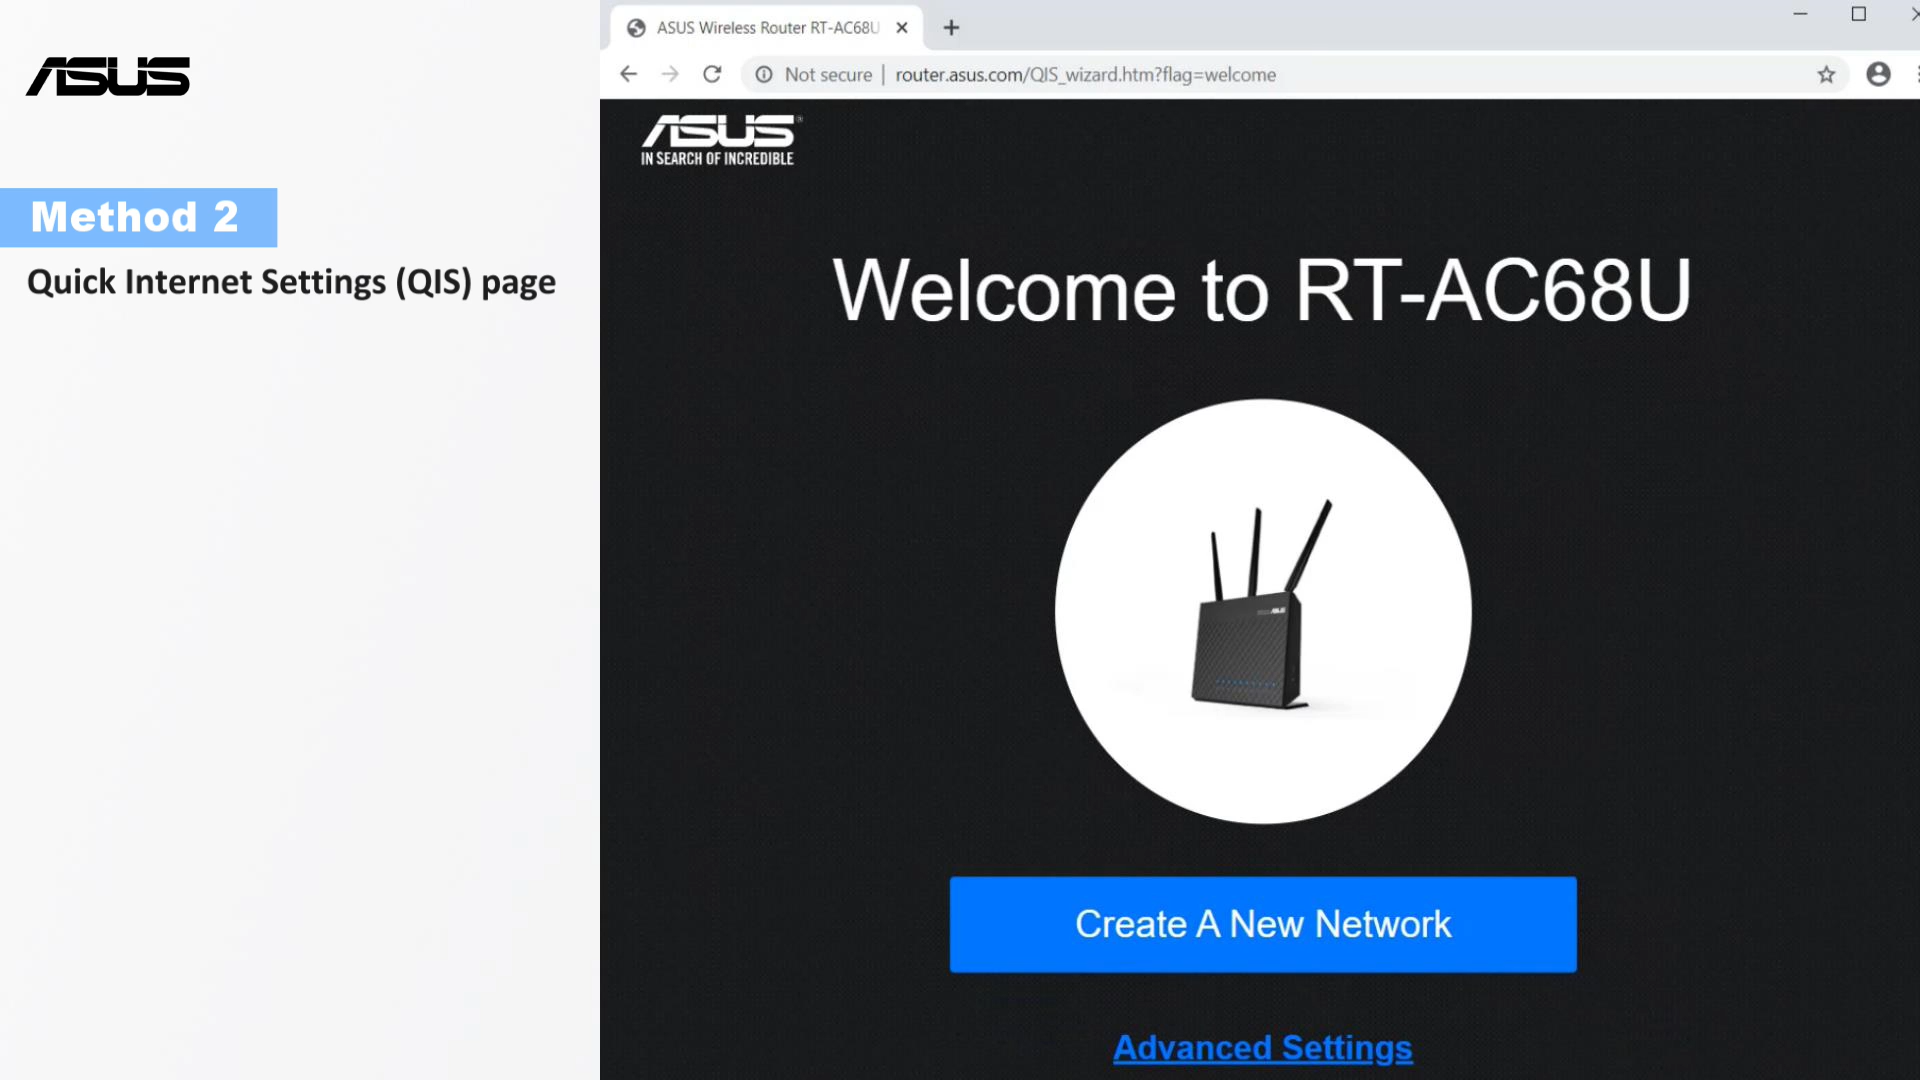 ASUS
Method 2
Quick Internet Settings (QIS) page
ASUS Wireless Router RT-AC68U
Not secure | router.asus.com/QIS_wizard.htm?flag=welcome
ASUS®
IN SEARCH OF INCREDIBLE
Welcome to RT-AC68U
ASUS
Create A New Network
Advanced Settings